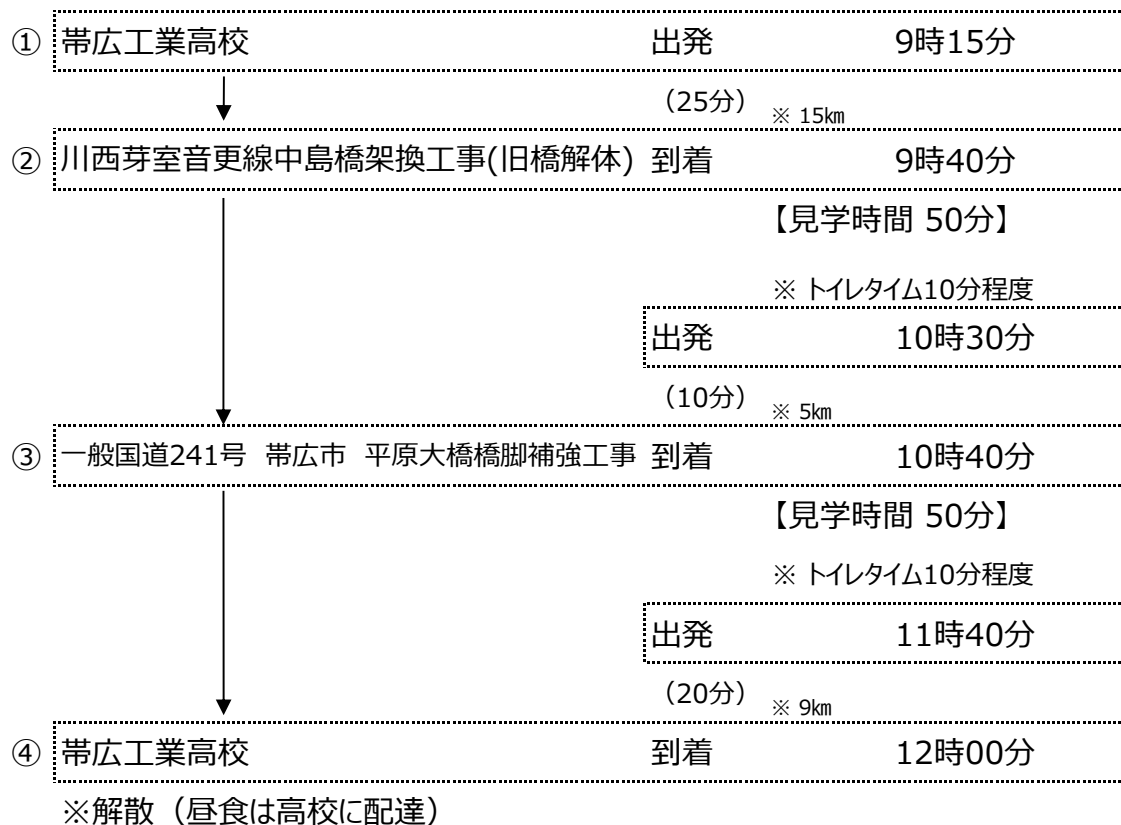 ① 帯広工業高校 出発 9時15分
(25分) ※ 15㎞
② 川西芽室音更線中島橋架換工事(旧橋解体) 到着 9時40分
【見学時間 50分】
※ トイレタイム10分程度
出発 10時30分
(10分) ※ 5㎞
③ 一般国道241号 帯広市 平原大橋橋脚補強工事 到着 10時40分
【見学時間 50分】
※ トイレタイム10分程度
出発 11時40分
(20分) ※ 9㎞
④ 帯広工業高校 到着 12時00分
※解散(昼食は高校に配達)